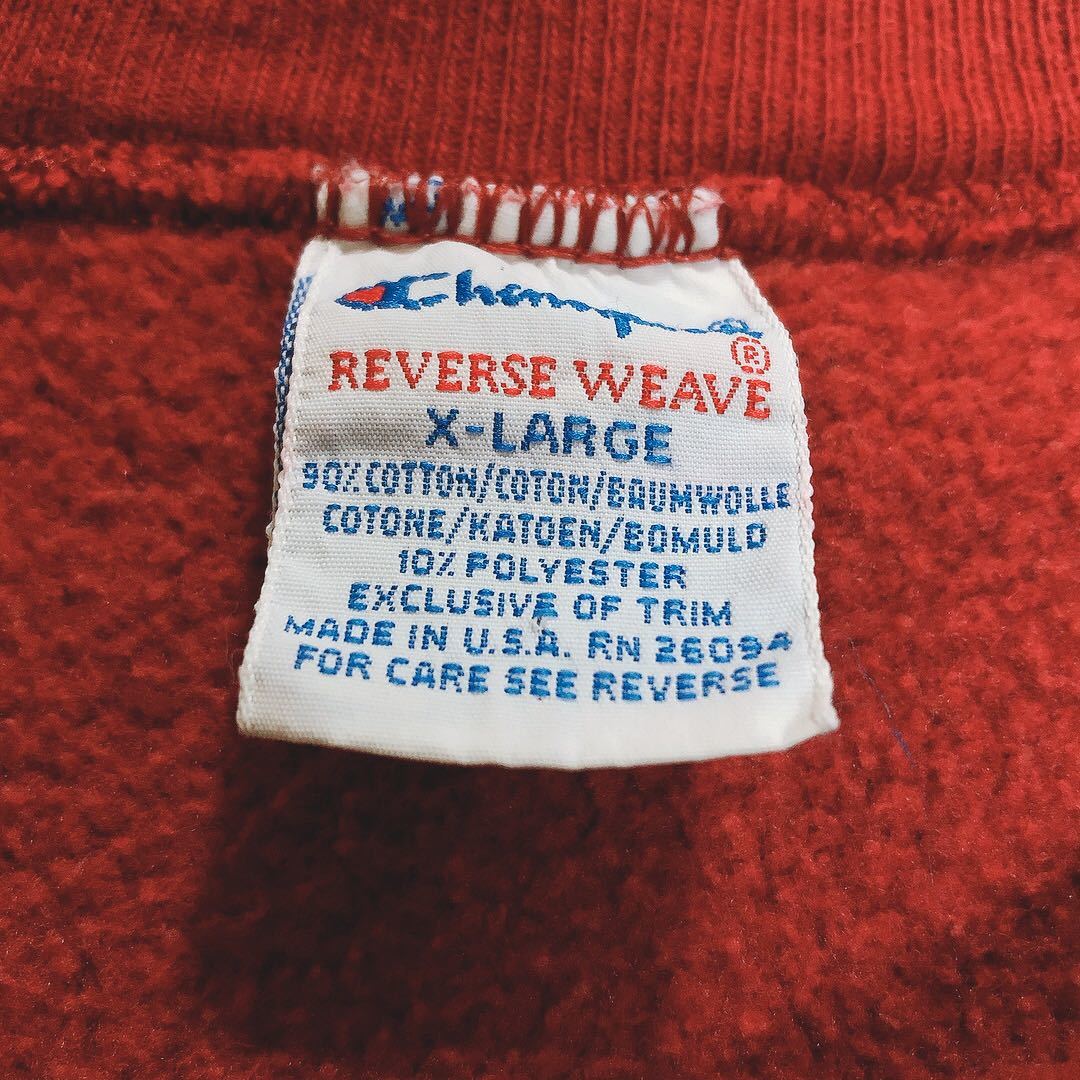 Champion
REVERSE WEAVE®
X-LARGE
90% COTTON/COTON/BAUMWOLLE
COTONE/KATOEN/BOMULD
10% POLYESTER
EXCLUSIVE OF TRIM
MADE IN U.S.A. RN 26094
FOR CARE SEE REVERSE